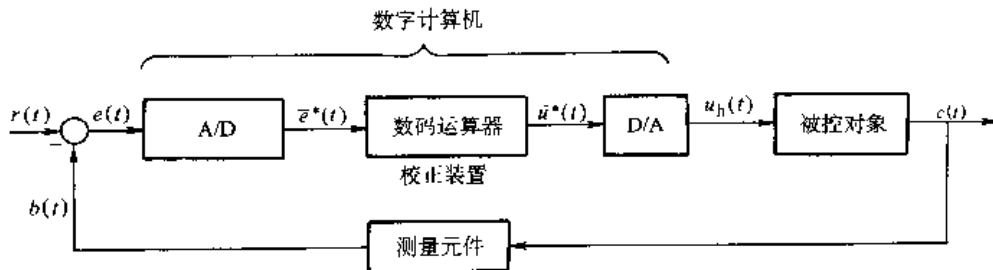 数字计算机
r(t)
e(t)
A/D
ē*(t)
数码运算器
ū*(t)
D/A
u_h(t)
被控对象
c(t)
−
校正装置
b(t)
测量元件